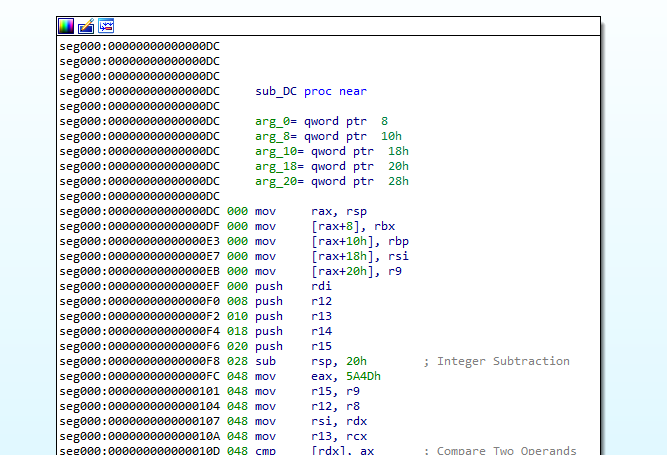 seg000:00000000000000DC
seg000:00000000000000DC
seg000:00000000000000DC
seg000:00000000000000DC sub_DC proc near
seg000:00000000000000DC
seg000:00000000000000DC arg_0= qword ptr 8
seg000:00000000000000DC arg_8= qword ptr 10h
seg000:00000000000000DC arg_10= qword ptr 18h
seg000:00000000000000DC arg_18= qword ptr 20h
seg000:00000000000000DC arg_20= qword ptr 28h
seg000:00000000000000DC
seg000:00000000000000DC 000 mov rax, rsp
seg000:00000000000000DF 000 mov [rax+8], rbx
seg000:00000000000000E3 000 mov [rax+10h], rbp
seg000:00000000000000E7 000 mov [rax+18h], rsi
seg000:00000000000000EB 000 mov [rax+20h], r9
seg000:00000000000000EF 000 push rdi
seg000:00000000000000F0 008 push r12
seg000:00000000000000F2 010 push r13
seg000:00000000000000F4 018 push r14
seg000:00000000000000F6 020 push r15
seg000:00000000000000F8 028 sub rsp, 20h ; Integer Subtraction
seg000:00000000000000FC 048 mov eax, 5A4Dh
seg000:0000000000000101 048 mov r15, r9
seg000:0000000000000104 048 mov r12, r8
seg000:0000000000000107 048 mov rsi, rdx
seg000:000000000000010A 048 mov r13, rcx
seg000:000000000000010D 048 cmp [rdx], ax ; Compare Two Operands